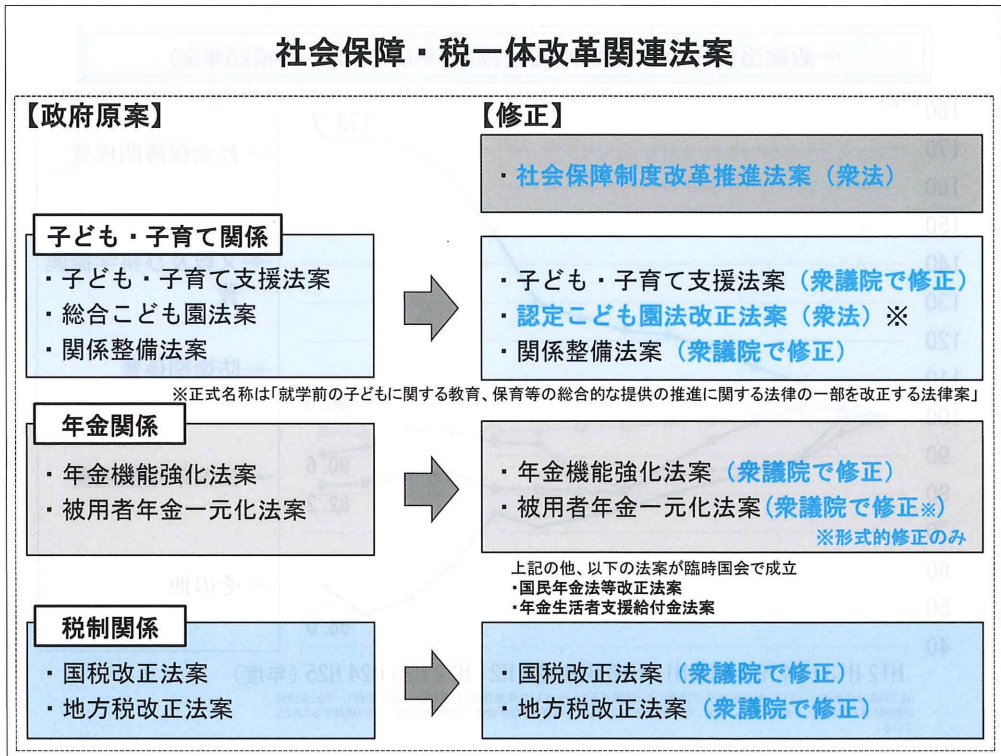 社会保障・税一体改革関連法案
【政府原案】
【修正】
・社会保障制度改革推進法案（衆法）
子ども・子育て関係
・子ども・子育て支援法案
・総合こども園法案
・関係整備法案
・子ども・子育て支援法案（衆議院で修正）
・認定こども園法改正法案（衆法）※
・関係整備法案（衆議院で修正）
※正式名称は「就学前の子どもに関する教育、保育等の総合的な提供の推進に関する法律の一部を改正する法律案」
年金関係
・年金機能強化法案
・被用者年金一元化法案
・年金機能強化法案（衆議院で修正）
・被用者年金一元化法案（衆議院で修正※）
※形式的修正のみ
上記の他、以下の法案が臨時国会で成立
・国民年金法等改正法案
・年金生活者支援給付金法案
税制関係
・国税改正法案
・地方税改正法案
・国税改正法案（衆議院で修正）
・地方税改正法案（衆議院で修正）